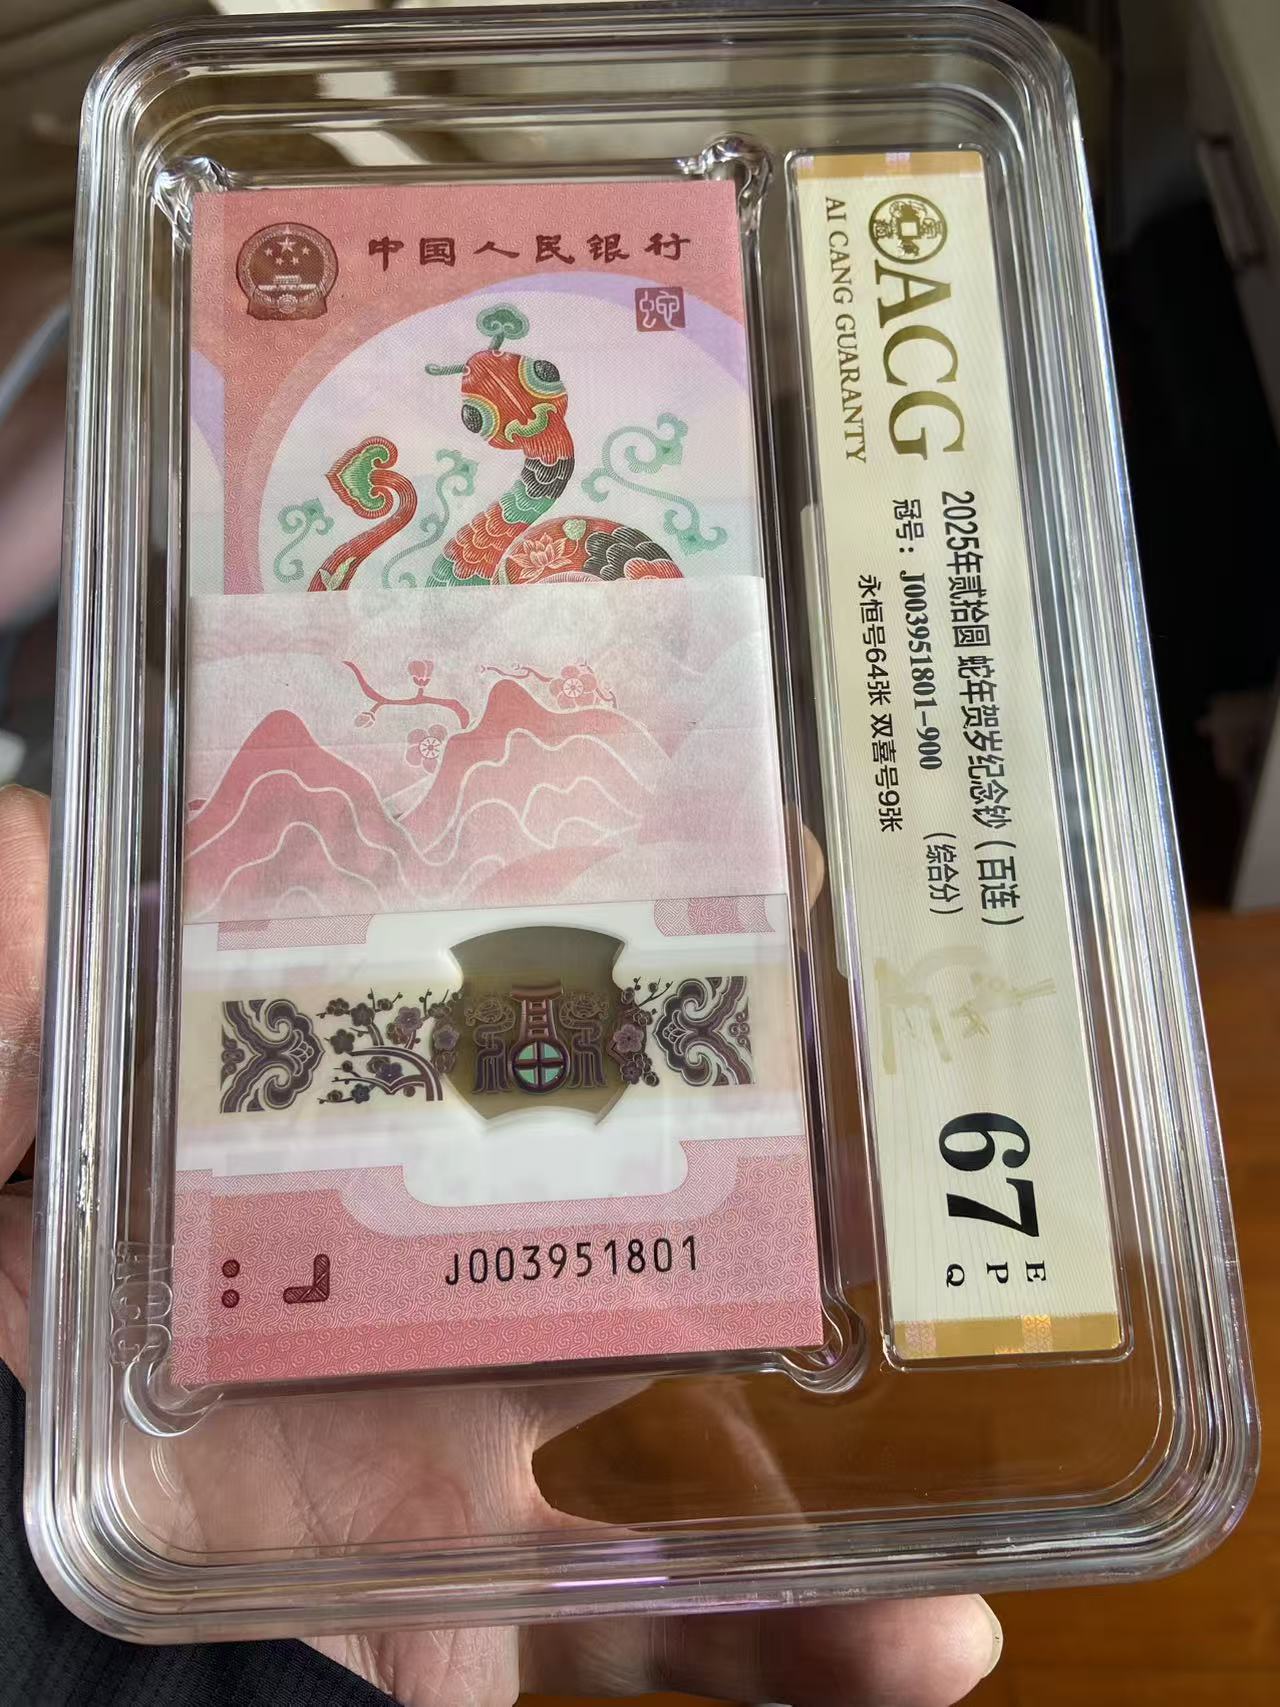 中国人民银行
蛇
J003951801
ACG
AI CANG GUARANTY
2025年贰拾圆 蛇年贺岁纪念钞（百连）
冠号：J003951801-900 （综合分）
永恒号64张 双喜号9张
67
E
P
Q